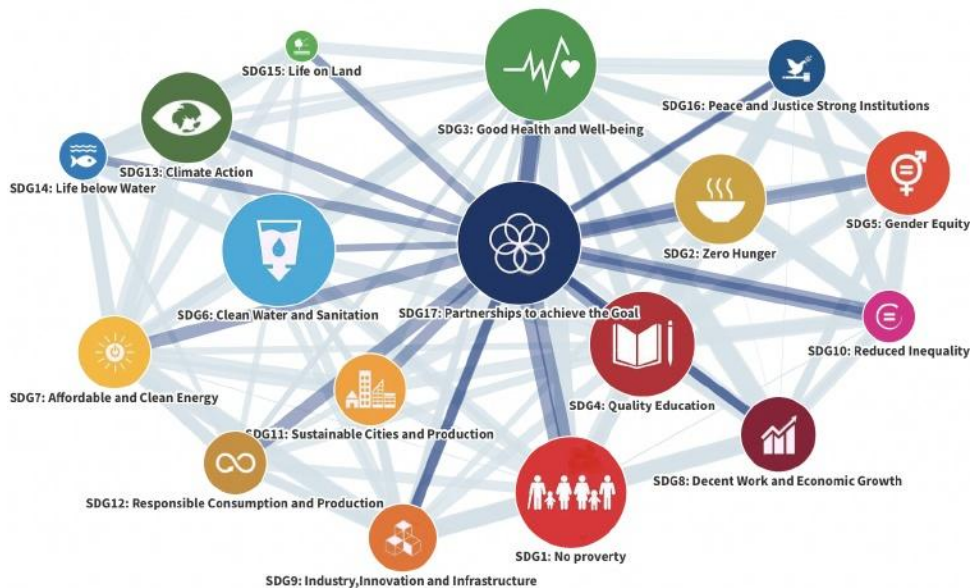 SDG15: Life on Land
SDG16: Peace and Justice Strong Institutions
SDG3: Good Health and Well-being
SDG13: Climate Action
SDG14: Life below Water
SDG5: Gender Equity
SDG2: Zero Hunger
SDG6: Clean Water and Sanitation
SDG17: Partnerships to achieve the Goal
SDG10: Reduced Inequality
SDG7: Affordable and Clean Energy
SDG4: Quality Education
SDG11: Sustainable Cities and Production
SDG8: Decent Work and Economic Growth
SDG12: Responsible Consumption and Production
SDG1: No proverty
SDG9: Industry,Innovation and Infrastructure